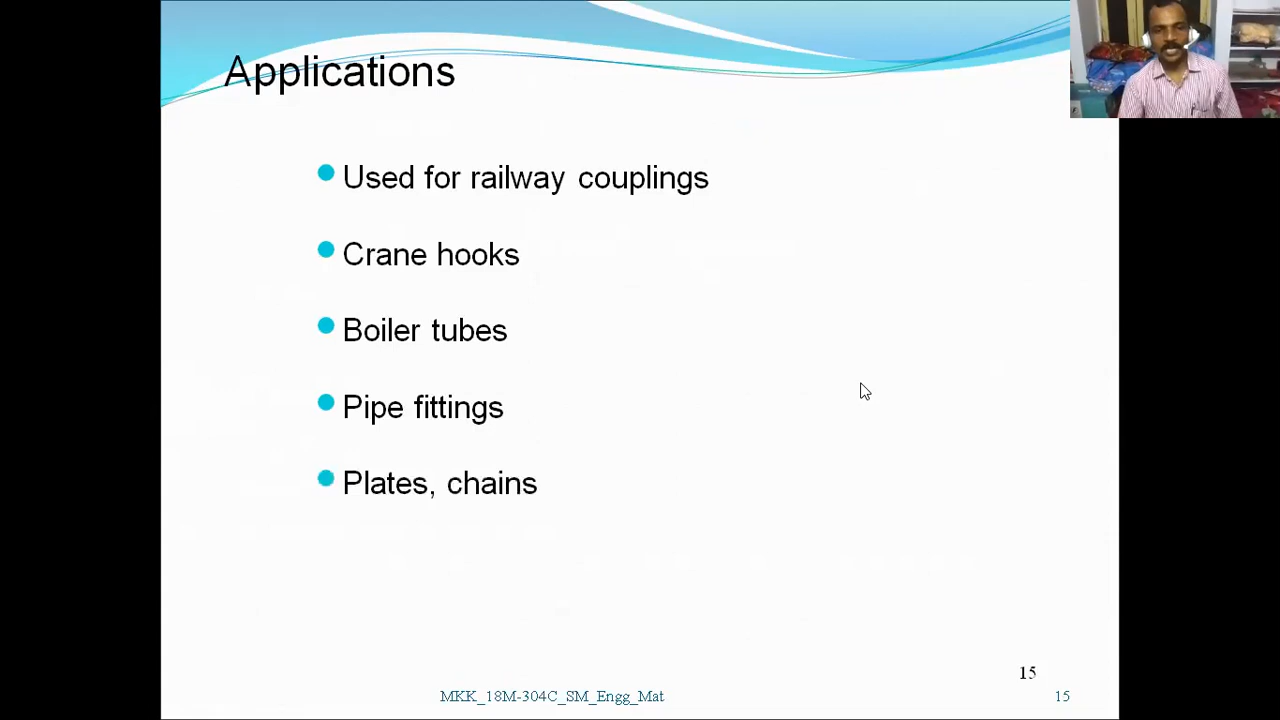 Applications
Used for railway couplings
Crane hooks
Boiler tubes
Pipe fittings
Plates, chains
15
MKK_18M-304C_SM_Engg_Mat
15